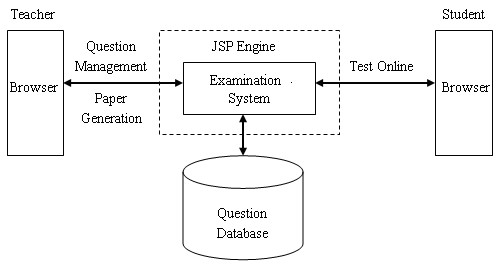 Teacher
Student
Question
Management
JSP Engine
Test Online
Browser
Examination
System
Browser
Paper
Generation
Question
Database